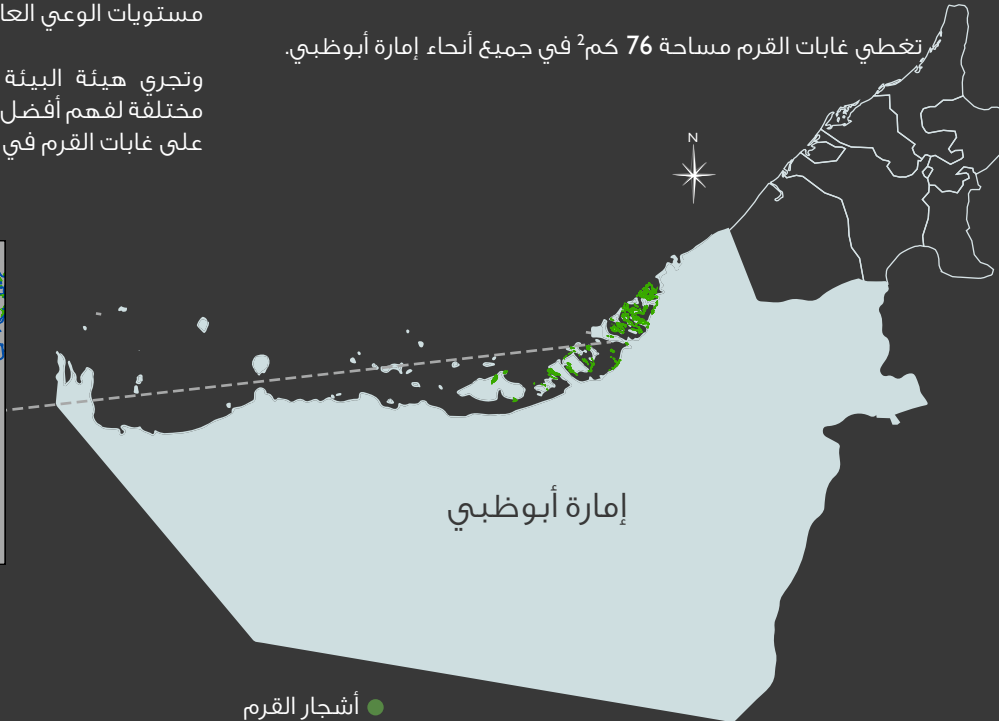 مستويات الوعي العا
وتجري هيئة البيئة
مختلفة لفهم أفضل
على غابات القرم في
تغطي غابات القرم مساحة 76 كم² في جميع أنحاء إمارة أبوظبي.
N
إمارة أبوظبي
أشجار القرم